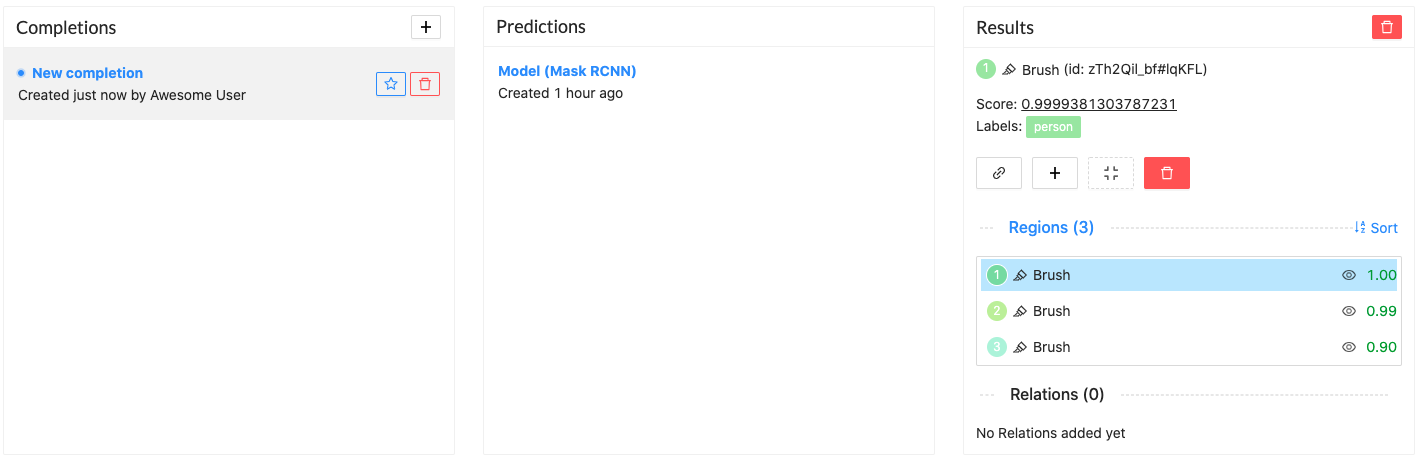 Completions
New completion
Created just now by Awesome User
Predictions
Model (Mask RCNN)
Created 1 hour ago
Results
1 Brush (id: zTh2QiI_bf#IqKFL)
Score: 0.9999381303787231
Labels: person
Regions (3)
Sort
1 Brush 1.00
2 Brush 0.99
3 Brush 0.90
Relations (0)
No Relations added yet